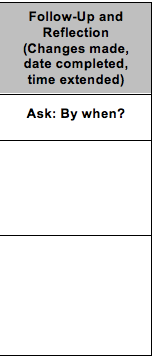 Follow-Up and
Reflection
(Changes made,
date completed,
time extended)
Ask: By when?